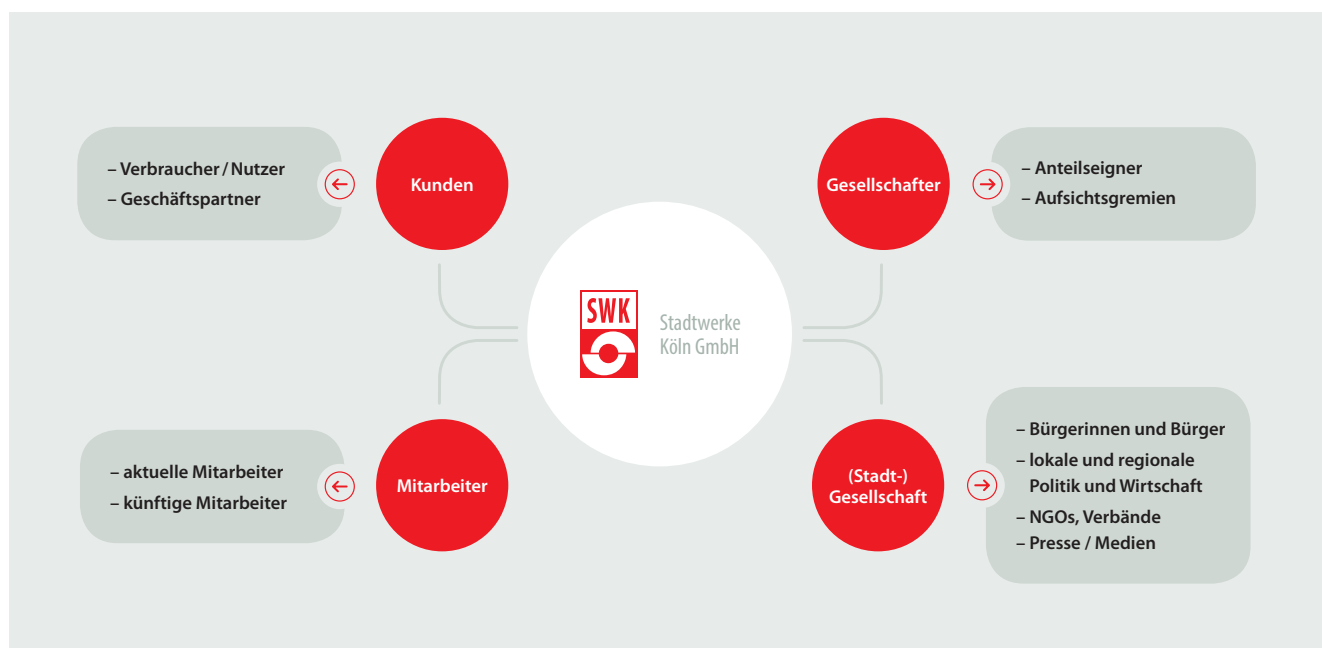 – Verbraucher / Nutzer
– Geschäftspartner
Kunden
Gesellschafter
– Anteilseigner
– Aufsichtsgremien
SWK
Stadtwerke
Köln GmbH
– aktuelle Mitarbeiter
– künftige Mitarbeiter
Mitarbeiter
(Stadt-)
Gesellschaft
– Bürgerinnen und Bürger
– lokale und regionale
Politik und Wirtschaft
– NGOs, Verbände
– Presse / Medien